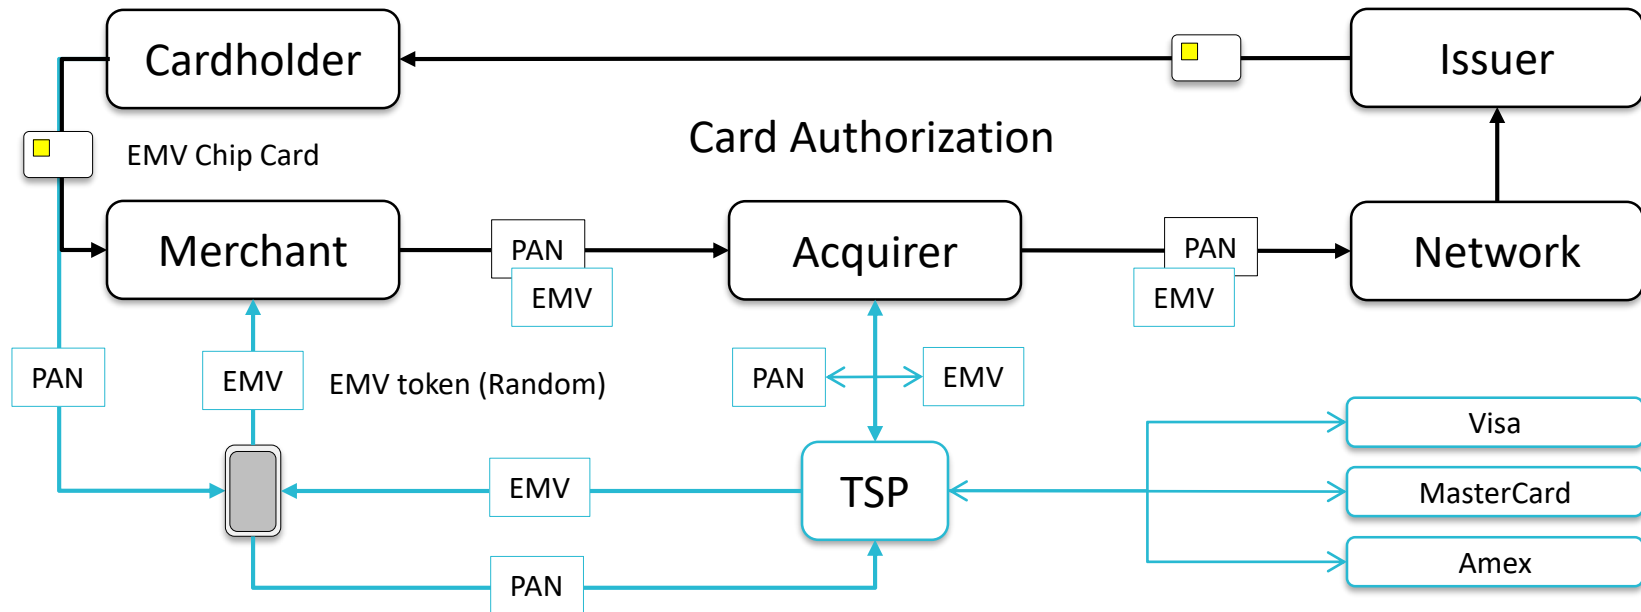 Cardholder
Issuer
Card Authorization
EMV Chip Card
Merchant
PAN
EMV
Acquirer
PAN
EMV
Network
PAN
EMV
EMV token (Random)
PAN
EMV
Visa
EMV
TSP
MasterCard
PAN
Amex